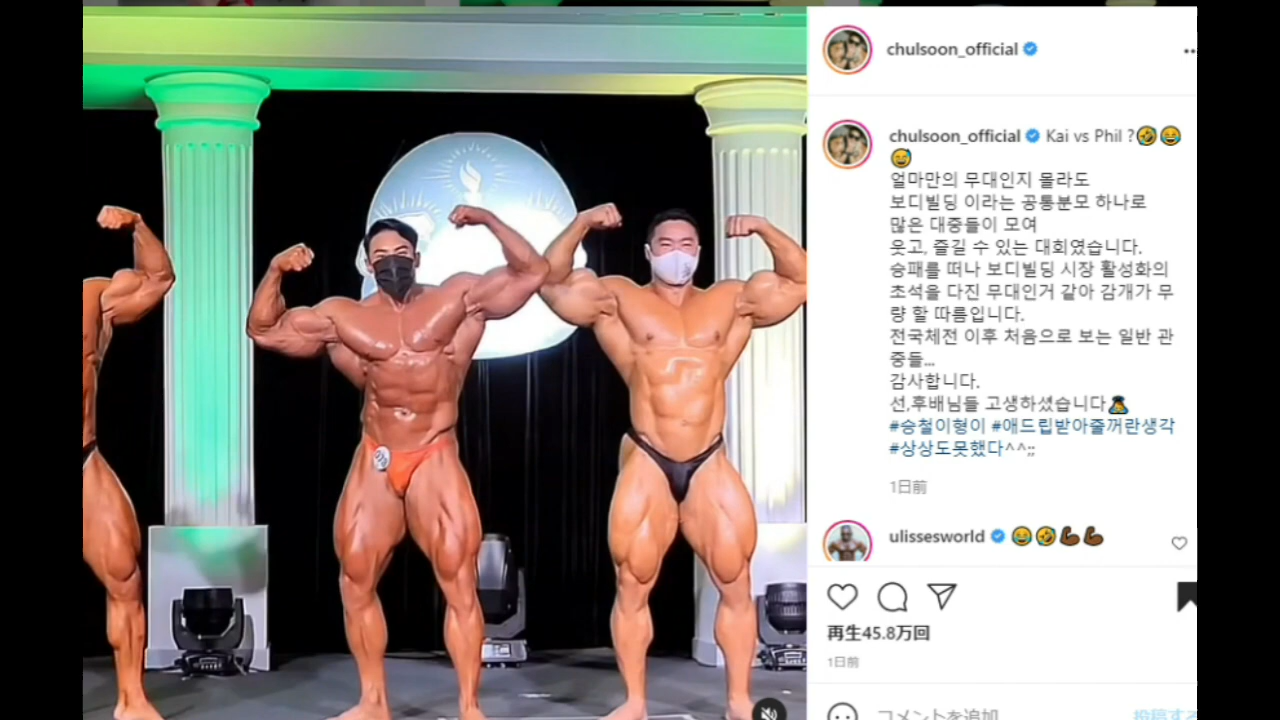 chulsoon_official
chulsoon_official Kai vs Phil ?🤣😂
😅
얼마만의 무대인지 몰라도
보디빌딩 이라는 공통분모 하나로
많은 대중들이 모여
웃고, 즐길 수 있는 대회였습니다.
승패를 떠나 보디빌딩 시장 활성화의
초석을 다진 무대인거 같아 감개가 무
량 할 따름입니다.
전국체전 이후 처음으로 보는 일반 관
중들...
감사합니다.
선,후배님들 고생하셨습니다🙇
#승철이형이 #애드립받아줄꺼란생각
#상상도못했다^^;;
1日前
ulissesworld 😂🤣💪🏿💪🏿
再生45.8万回
1日前
コメントを追加
投稿する